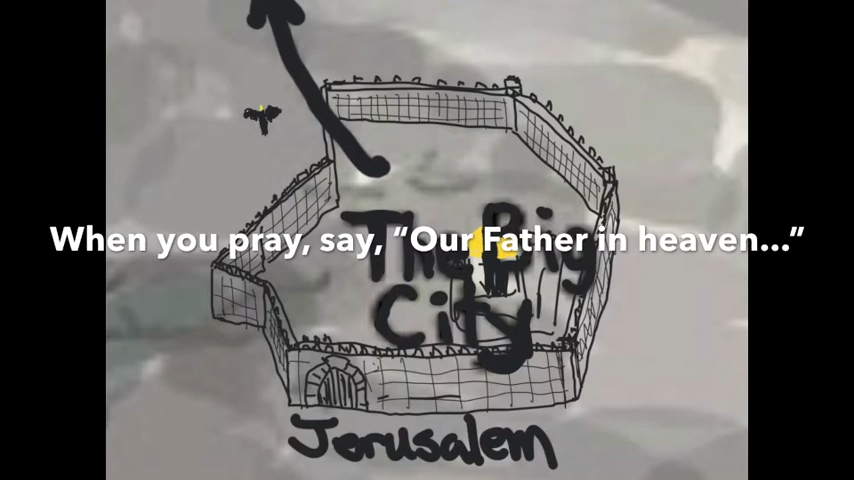 The Big
When you pray, say, “Our Father in heaven...”
City
Jerusalem